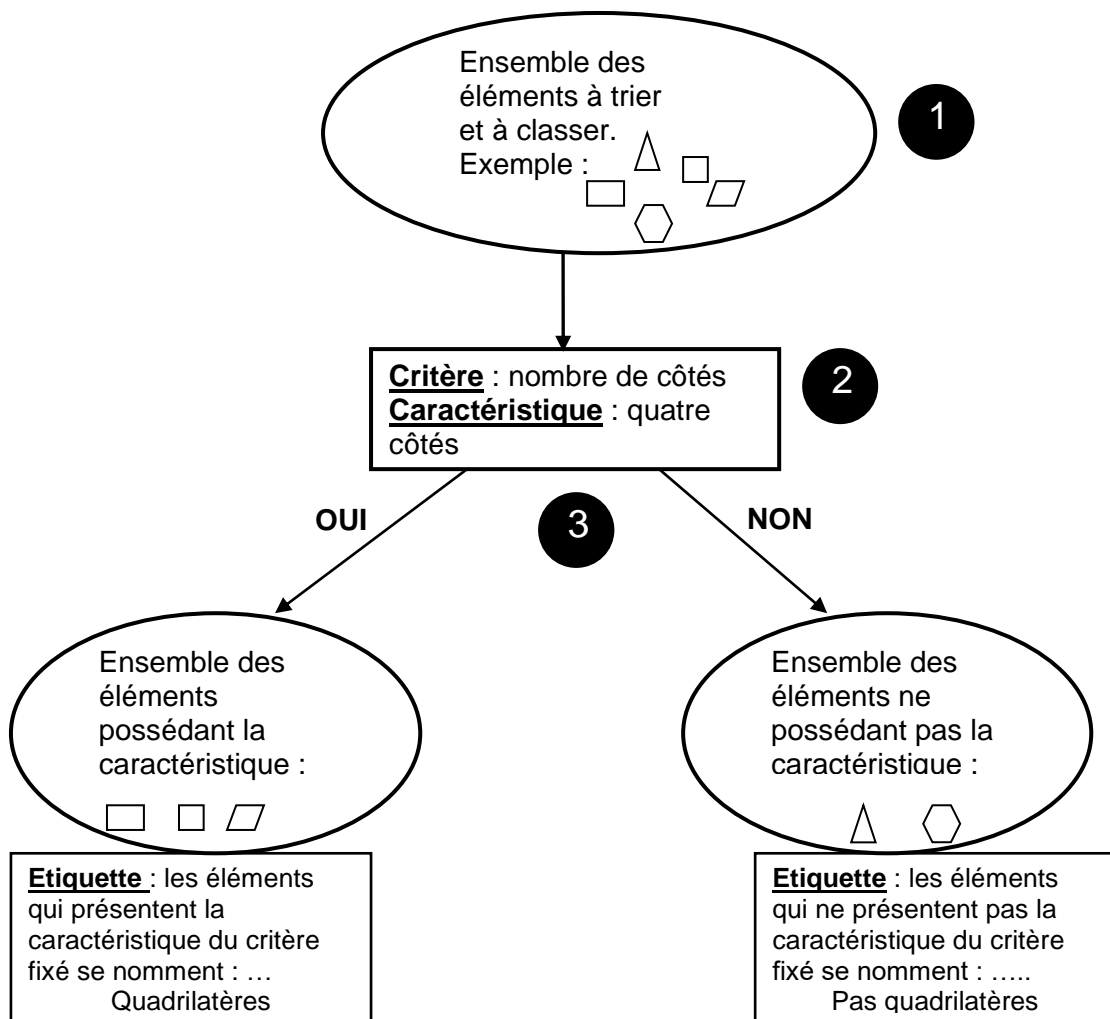 Ensemble des
éléments à trier
et à classer.
Exemple :
1
Critère : nombre de côtés
Caractéristique : quatre
côtés
2
OUI
3
NON
Ensemble des
éléments
possédant la
caractéristique :
Ensemble des
éléments ne
possédant pas la
caractéristique :
Etiquette : les éléments
qui présentent la
caractéristique du critère
fixé se nomment : …
Quadrilatères
Etiquette : les éléments
qui ne présentent pas la
caractéristique du critère
fixé se nomment : …..
Pas quadrilatères